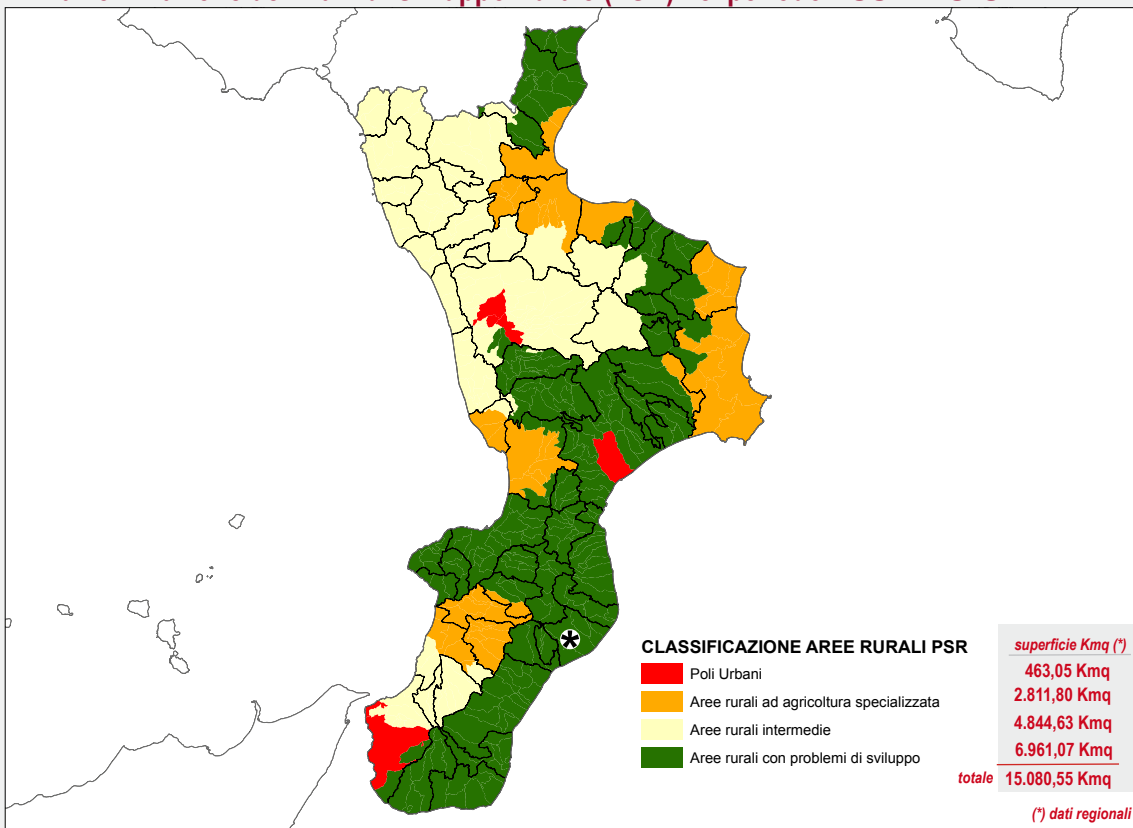 CLASSIFICAZIONE AREE RURALI PSR
superficie Kmq (*)
Poli Urbani
463,05 Kmq
Aree rurali ad agricoltura specializzata
2.811,80 Kmq
Aree rurali intermedie
4.844,63 Kmq
Aree rurali con problemi di sviluppo
6.961,07 Kmq
totale 15.080,55 Kmq
(*) dati regionali